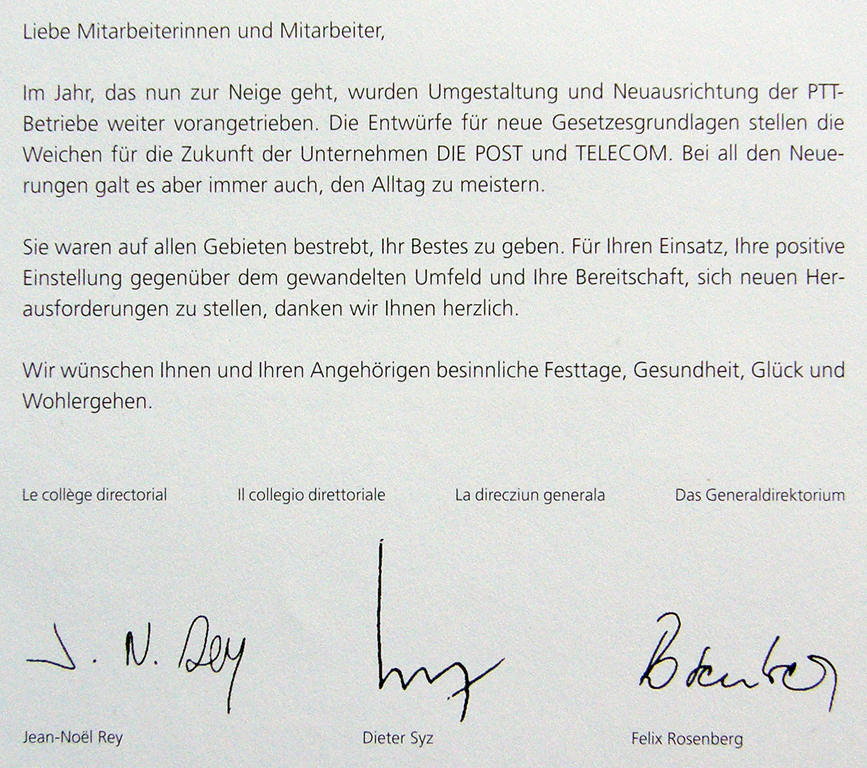 Liebe Mitarbeiterinnen und Mitarbeiter,
Im Jahr, das nun zur Neige geht, wurden Umgestaltung und Neuausrichtung der PTT-
Betriebe weiter vorangetrieben. Die Entwürfe für neue Gesetzesgrundlagen stellen die
Weichen für die Zukunft der Unternehmen DIE POST und TELECOM. Bei all den Neue-
rungen galt es aber immer auch, den Alltag zu meistern.
Sie waren auf allen Gebieten bestrebt, Ihr Bestes zu geben. Für Ihren Einsatz, Ihre positive
Einstellung gegenüber dem gewandelten Umfeld und Ihre Bereitschaft, sich neuen Her-
ausforderungen zu stellen, danken wir Ihnen herzlich.
Wir wünschen Ihnen und Ihren Angehörigen besinnliche Festtage, Gesundheit, Glück und
Wohlergehen.
Le collège directorial Il collegio direttoriale La direcziun generala Das Generaldirektorium
J. N. Rey
Jean-Noël Rey Dieter Syz Felix Rosenberg